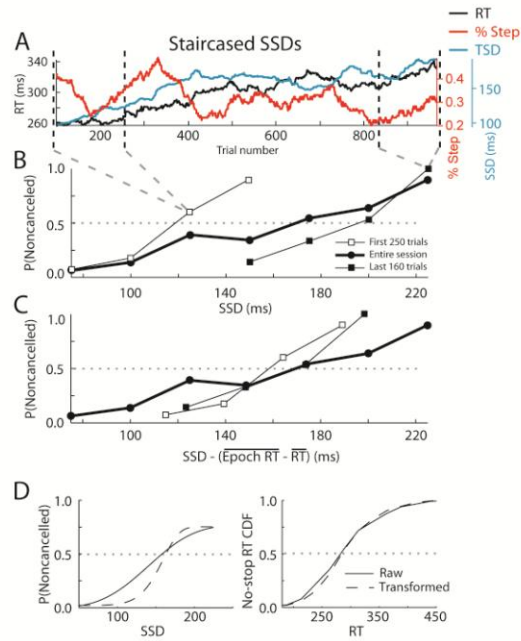 RT
% Step
TSD
A
Staircased SSDs
RT (ms)
340
300
260
200
400
600
800
Trial number
0.4
0.3
0.2
% Step
150
100
SSD (ms)
B
P(Noncanceled)
1.0
0.5
0.0
First 250 trials
Entire session
Last 160 trials
100
140
180
220
SSD (ms)
C
P(Noncancelled)
1.0
0.5
0.0
100
140
180
220
SSD - (Epoch RT - RT) (ms)
D
P(Noncancelled)
1.0
0.5
0.0
0
100
200
SSD
No-stop RT CDF
1.0
0.5
0.0
Raw
Transformed
250
350
450
RT